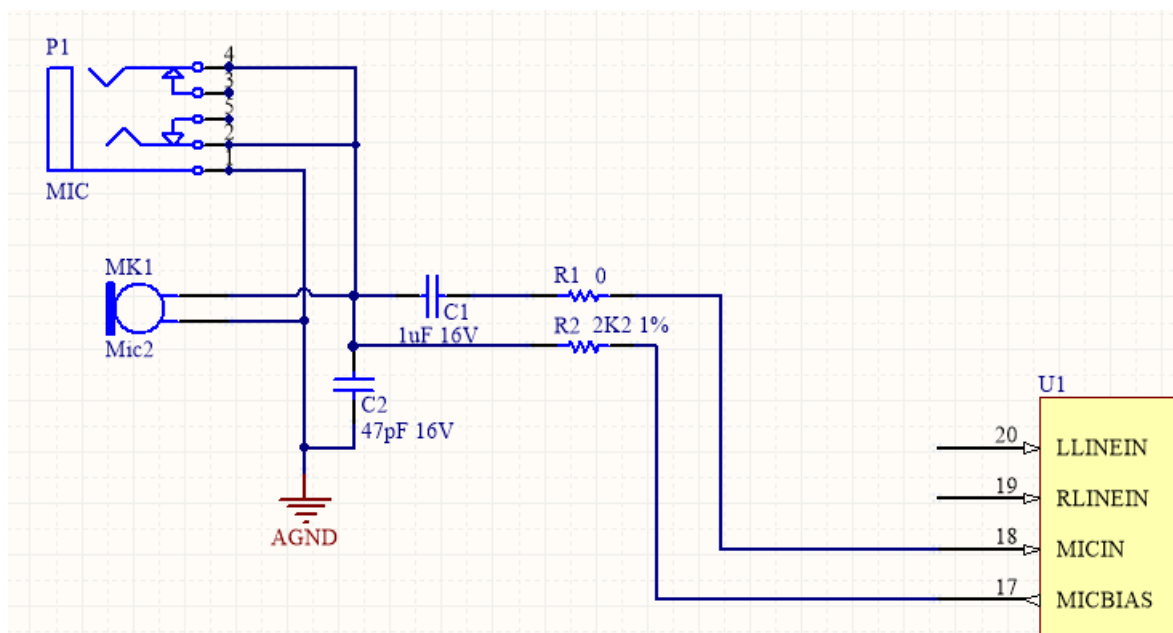 P1
4
3
5
2
1
MIC
MK1
Mic2
C1
1uF 16V
R1 0
R2 2K2 1%
C2
47pF 16V
AGND
U1
20 LLINEIN
19 RLINEIN
18 MICIN
17 MICBIAS